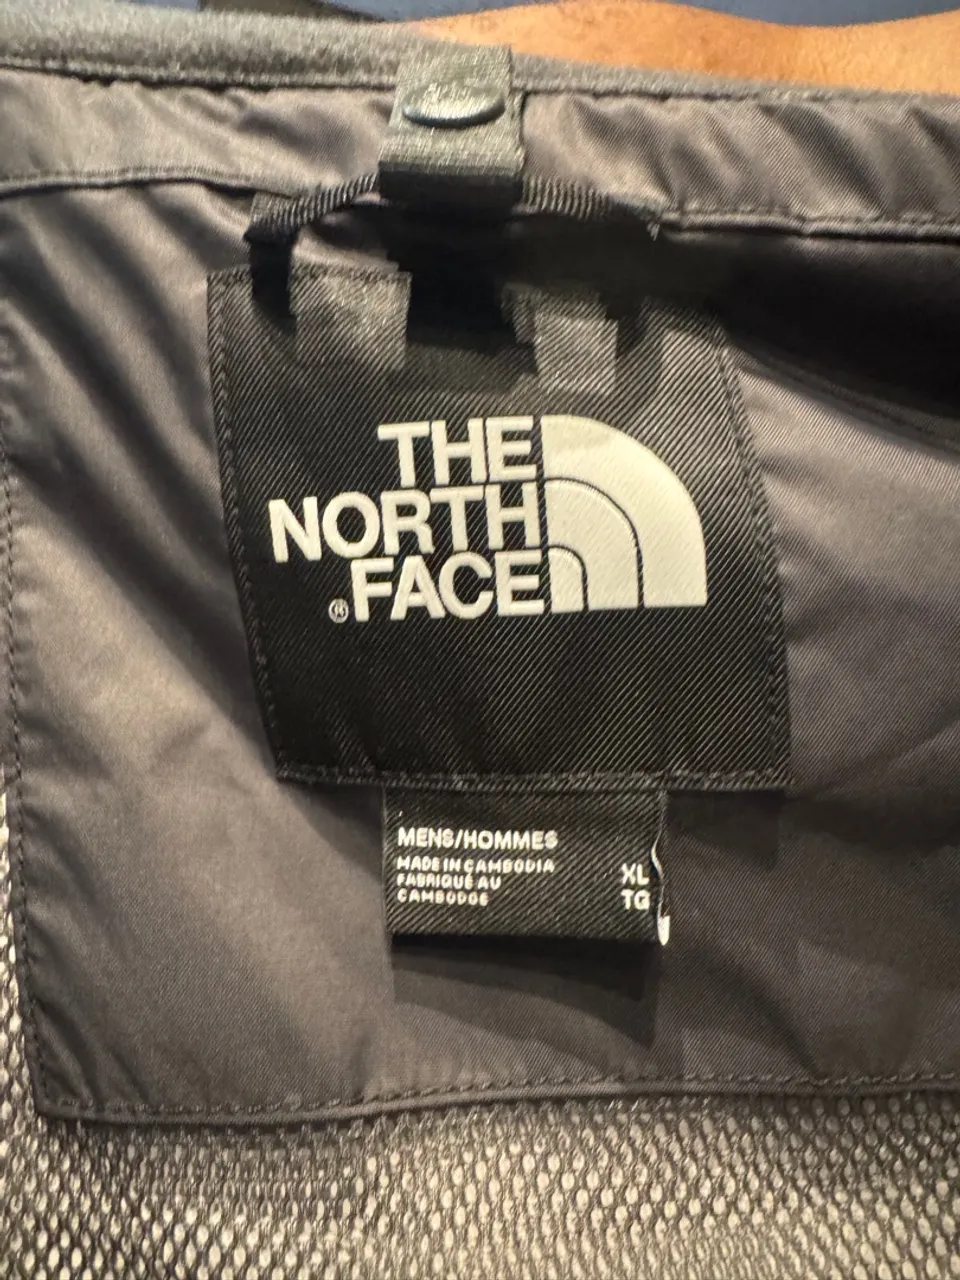 THE
NORTH
FACE
®
MENS/HOMMES
MADE IN CAMBODIA
FABRIQUÉ AU
CAMBODGE
XL
TG